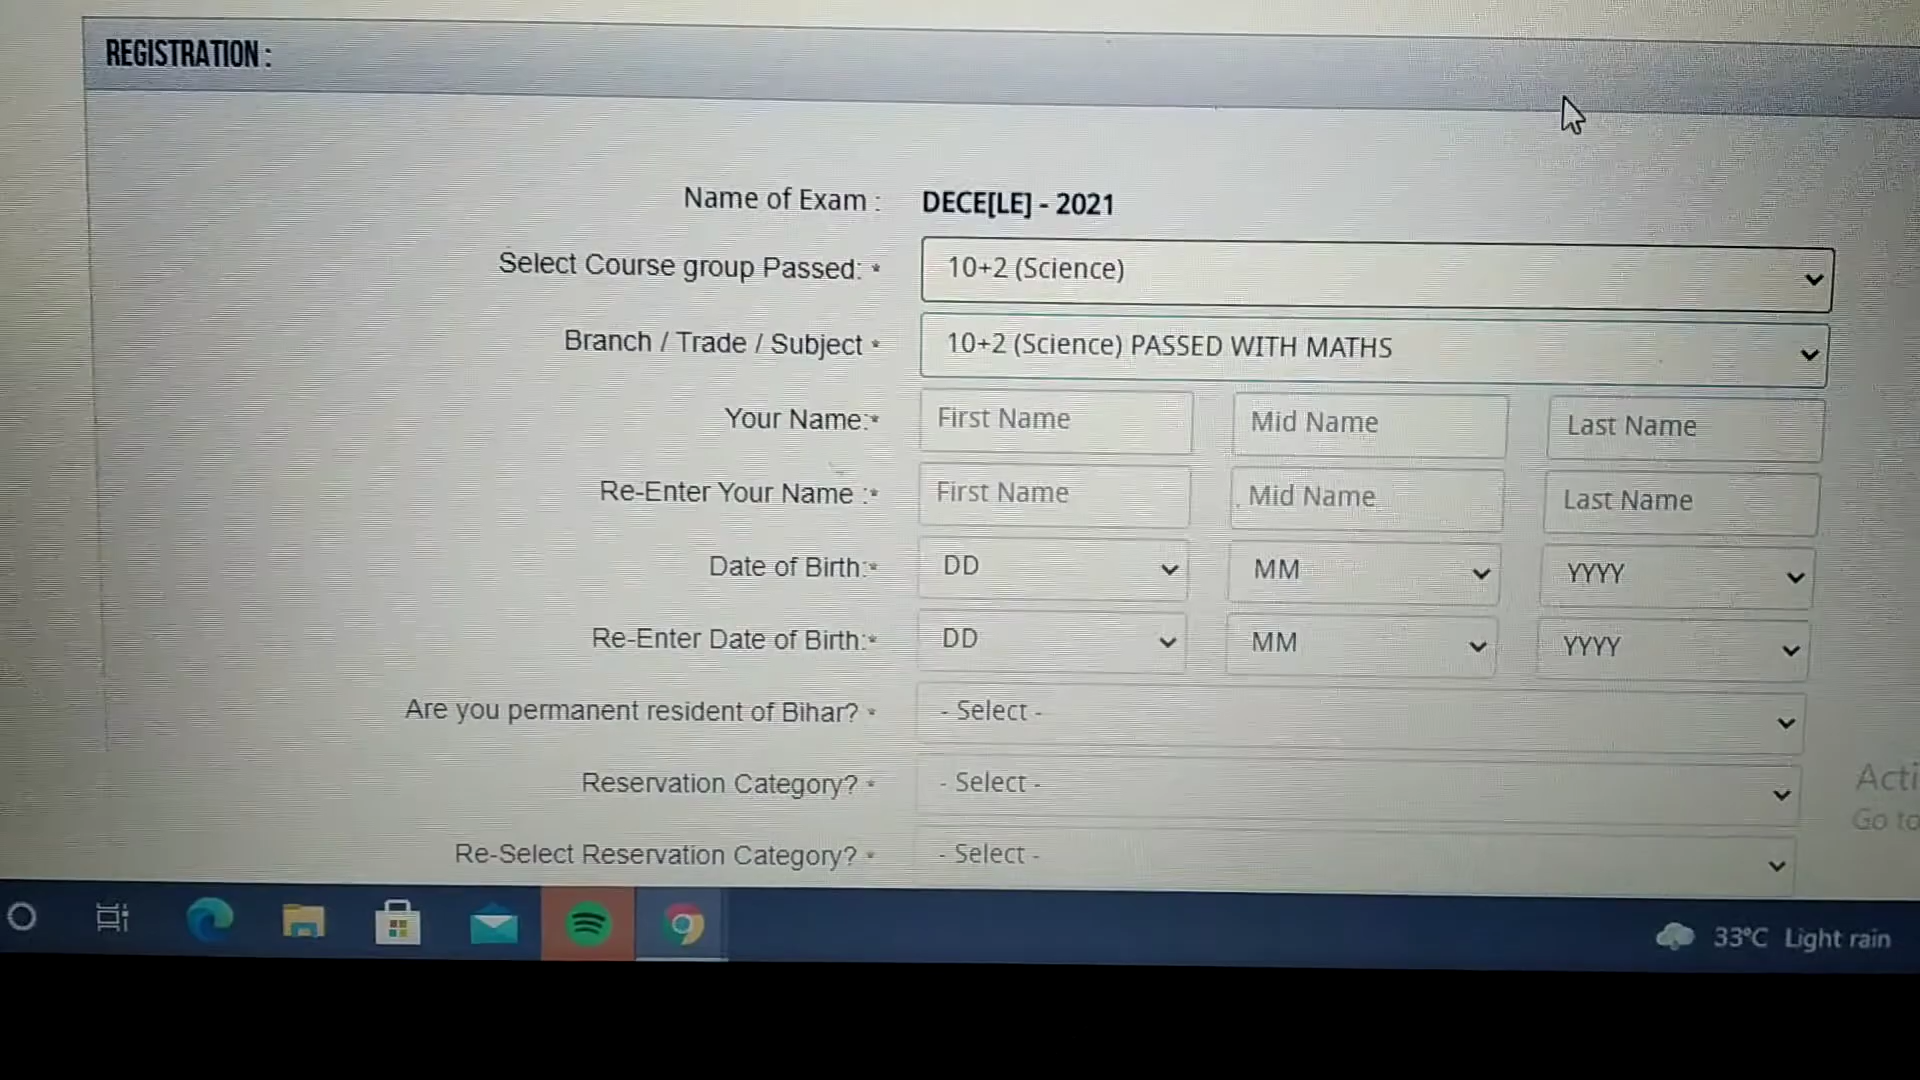 REGISTRATION :
Name of Exam : DECE[LE] - 2021
Select Course group Passed: * 10+2 (Science)
Branch / Trade / Subject * 10+2 (Science) PASSED WITH MATHS
Your Name:* First Name Mid Name Last Name
Re-Enter Your Name :* First Name Mid Name Last Name
Date of Birth:* DD MM YYYY
Re-Enter Date of Birth:* DD MM YYYY
Are you permanent resident of Bihar? * - Select -
Reservation Category? * - Select -
Acti
Go to
Re-Select Reservation Category? * - Select -
33°C Light rain